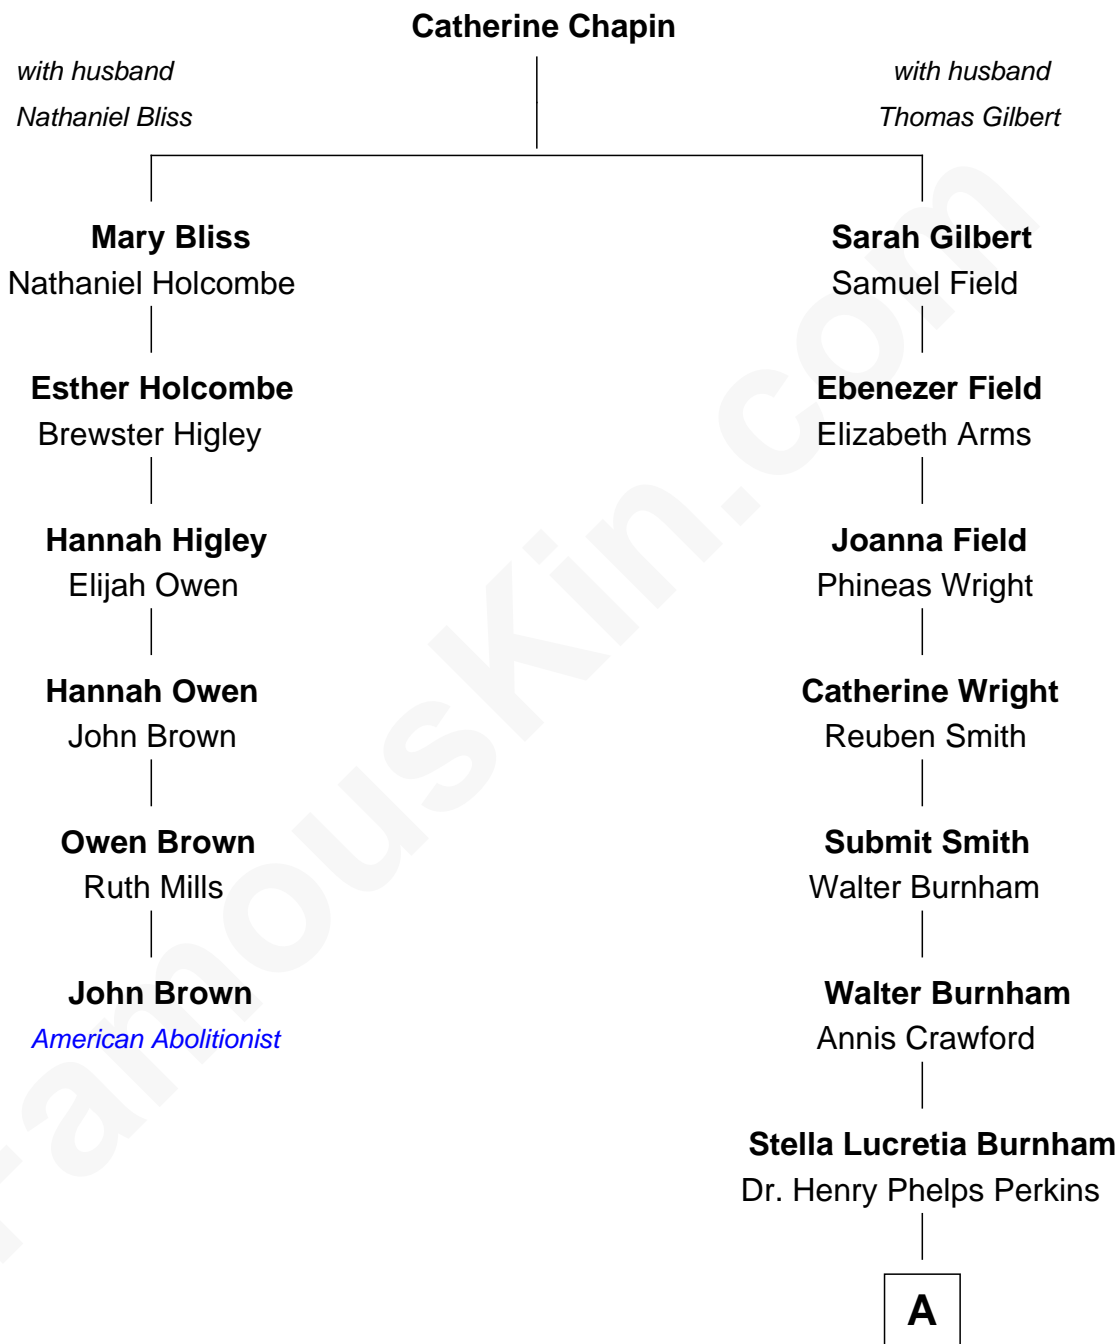 Catherine Chapin
with husband
Nathaniel Bliss
with husband
Thomas Gilbert
Mary Bliss
Nathaniel Holcombe
Sarah Gilbert
Samuel Field
Esther Holcombe
Brewster Higley
Ebenezer Field
Elizabeth Arms
Hannah Higley
Elijah Owen
Joanna Field
Phineas Wright
Hannah Owen
John Brown
Catherine Wright
Reuben Smith
Owen Brown
Ruth Mills
Submit Smith
Walter Burnham
John Brown
American Abolitionist
Walter Burnham
Annis Crawford
Stella Lucretia Burnham
Dr. Henry Phelps Perkins
A
FamousKin.com